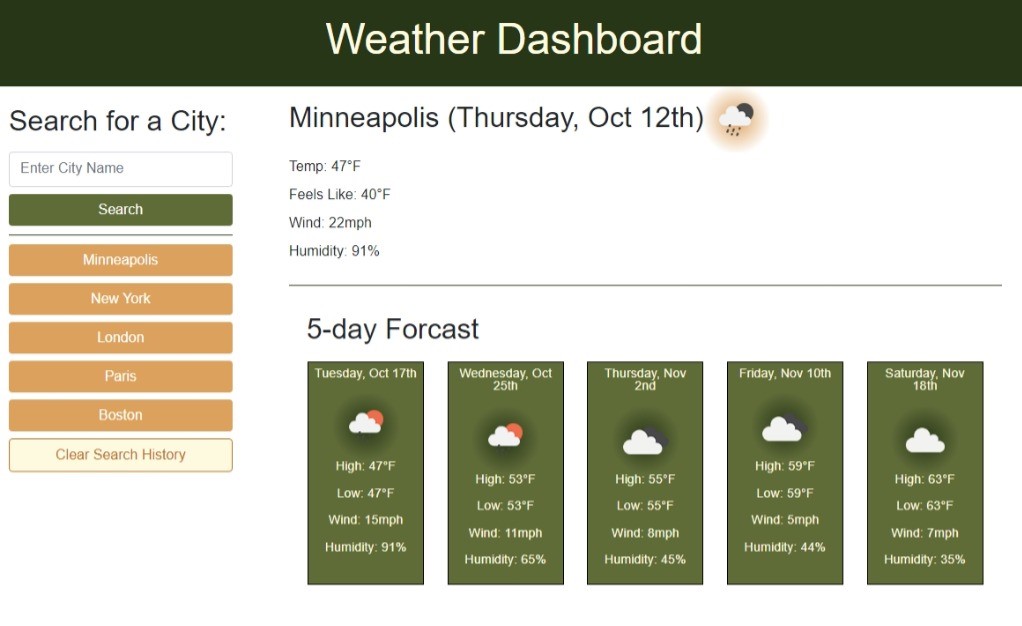 Weather Dashboard
Search for a City:
Enter City Name
Search
Minneapolis
New York
London
Paris
Boston
Clear Search History
Minneapolis (Thursday, Oct 12th)
Temp: 47°F
Feels Like: 40°F
Wind: 22mph
Humidity: 91%
5-day Forcast
Tuesday, Oct 17th
High: 47°F
Low: 47°F
Wind: 15mph
Humidity: 91%
Wednesday, Oct
25th
High: 53°F
Low: 53°F
Wind: 11mph
Humidity: 65%
Thursday, Nov
2nd
High: 55°F
Low: 55°F
Wind: 8mph
Humidity: 45%
Friday, Nov 10th
High: 59°F
Low: 59°F
Wind: 5mph
Humidity: 44%
Saturday, Nov
18th
High: 63°F
Low: 63°F
Wind: 7mph
Humidity: 35%